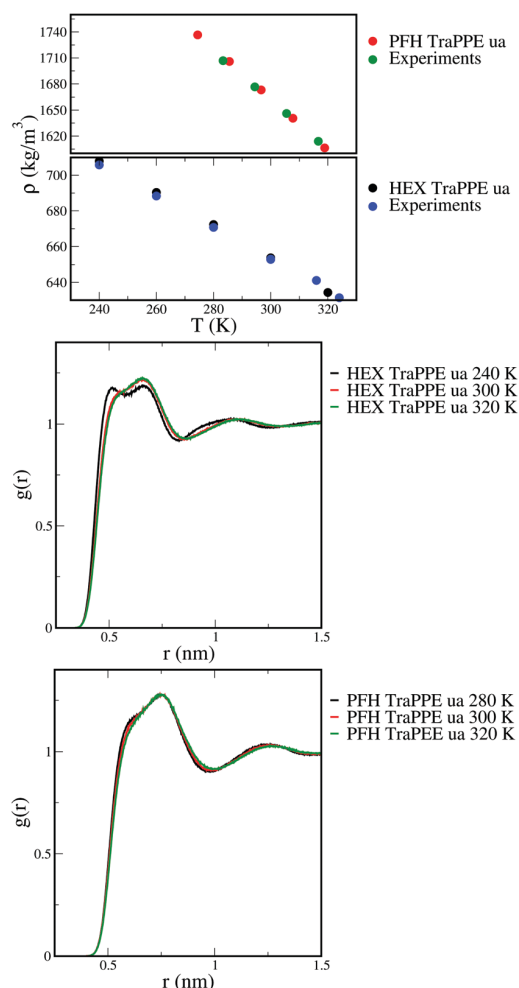 1740
1710
1680
1650
1620
PFH TraPPE ua
Experiments
ρ (kg/m³)
700
680
660
640
HEX TraPPE ua
Experiments
240 260 280 300 320
T (K)
HEX TraPPE ua 240 K
HEX TraPPE ua 300 K
HEX TraPPE ua 320 K
g(r)
1
0.5
0
0.5 1 1.5
r (nm)
PFH TraPPE ua 280 K
PFH TraPPE ua 300 K
PFH TraPEE ua 320 K
g(r)
1
0.5
0
0.5 1 1.5
r (nm)